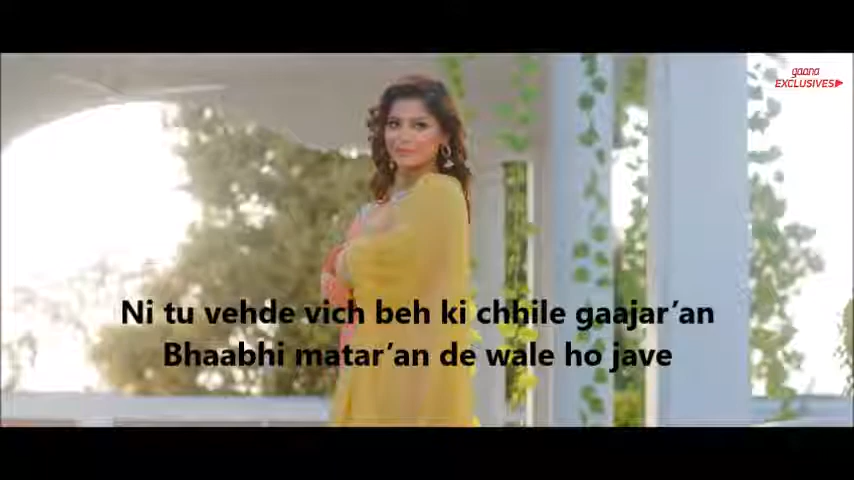 gaana
EXCLUSIVES
Ni tu vehde vich beh ki chhile gaajar’an
Bhaabhi matar’an de wale ho jave